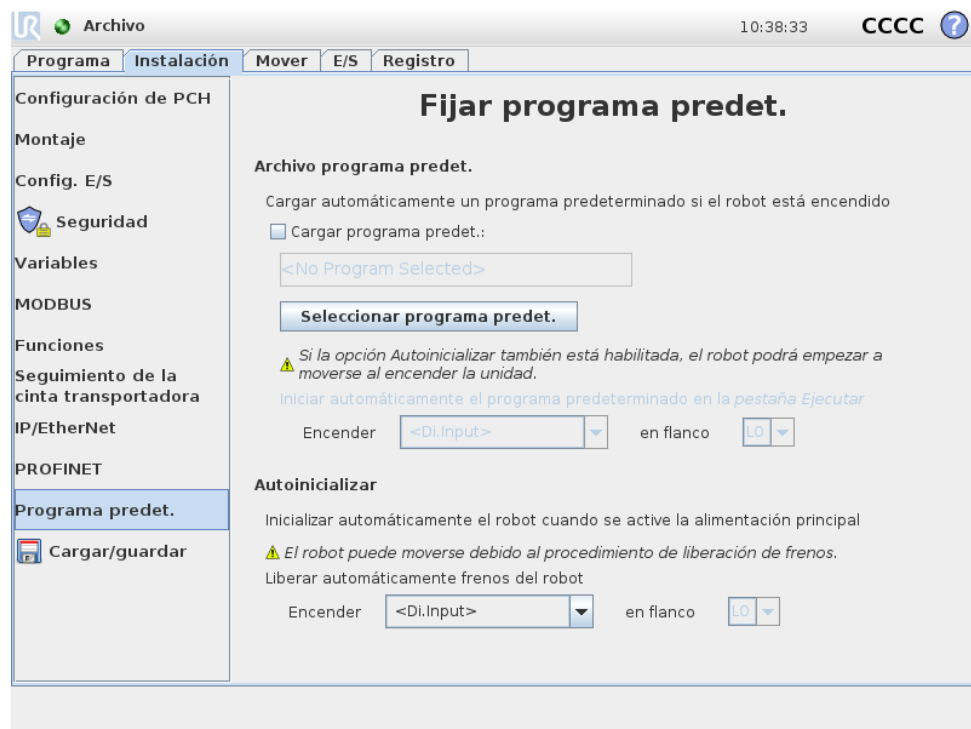 UR Archivo 10:38:33 CCCC ?
Programa Instalación Mover E/S Registro
Configuración de PCH
Montaje
Config. E/S
Seguridad
Variables
MODBUS
Funciones
Seguimiento de la
cinta transportadora
IP/EtherNet
PROFINET
Programa predet.
Cargar/guardar
Fijar programa predet.
Archivo programa predet.
Cargar automáticamente un programa predeterminado si el robot está encendido
Cargar programa predet.:
<No Program Selected>
Seleccionar programa predet.
Si la opción Autoinicializar también está habilitada, el robot podrá empezar a
moverse al encender la unidad.
Iniciar automáticamente el programa predeterminado en la pestaña Ejecutar
Encender <Di.Input> en flanco LO
Autoinicializar
Inicializar automáticamente el robot cuando se active la alimentación principal
El robot puede moverse debido al procedimiento de liberación de frenos.
Liberar automáticamente frenos del robot
Encender <Di.Input> en flanco LO